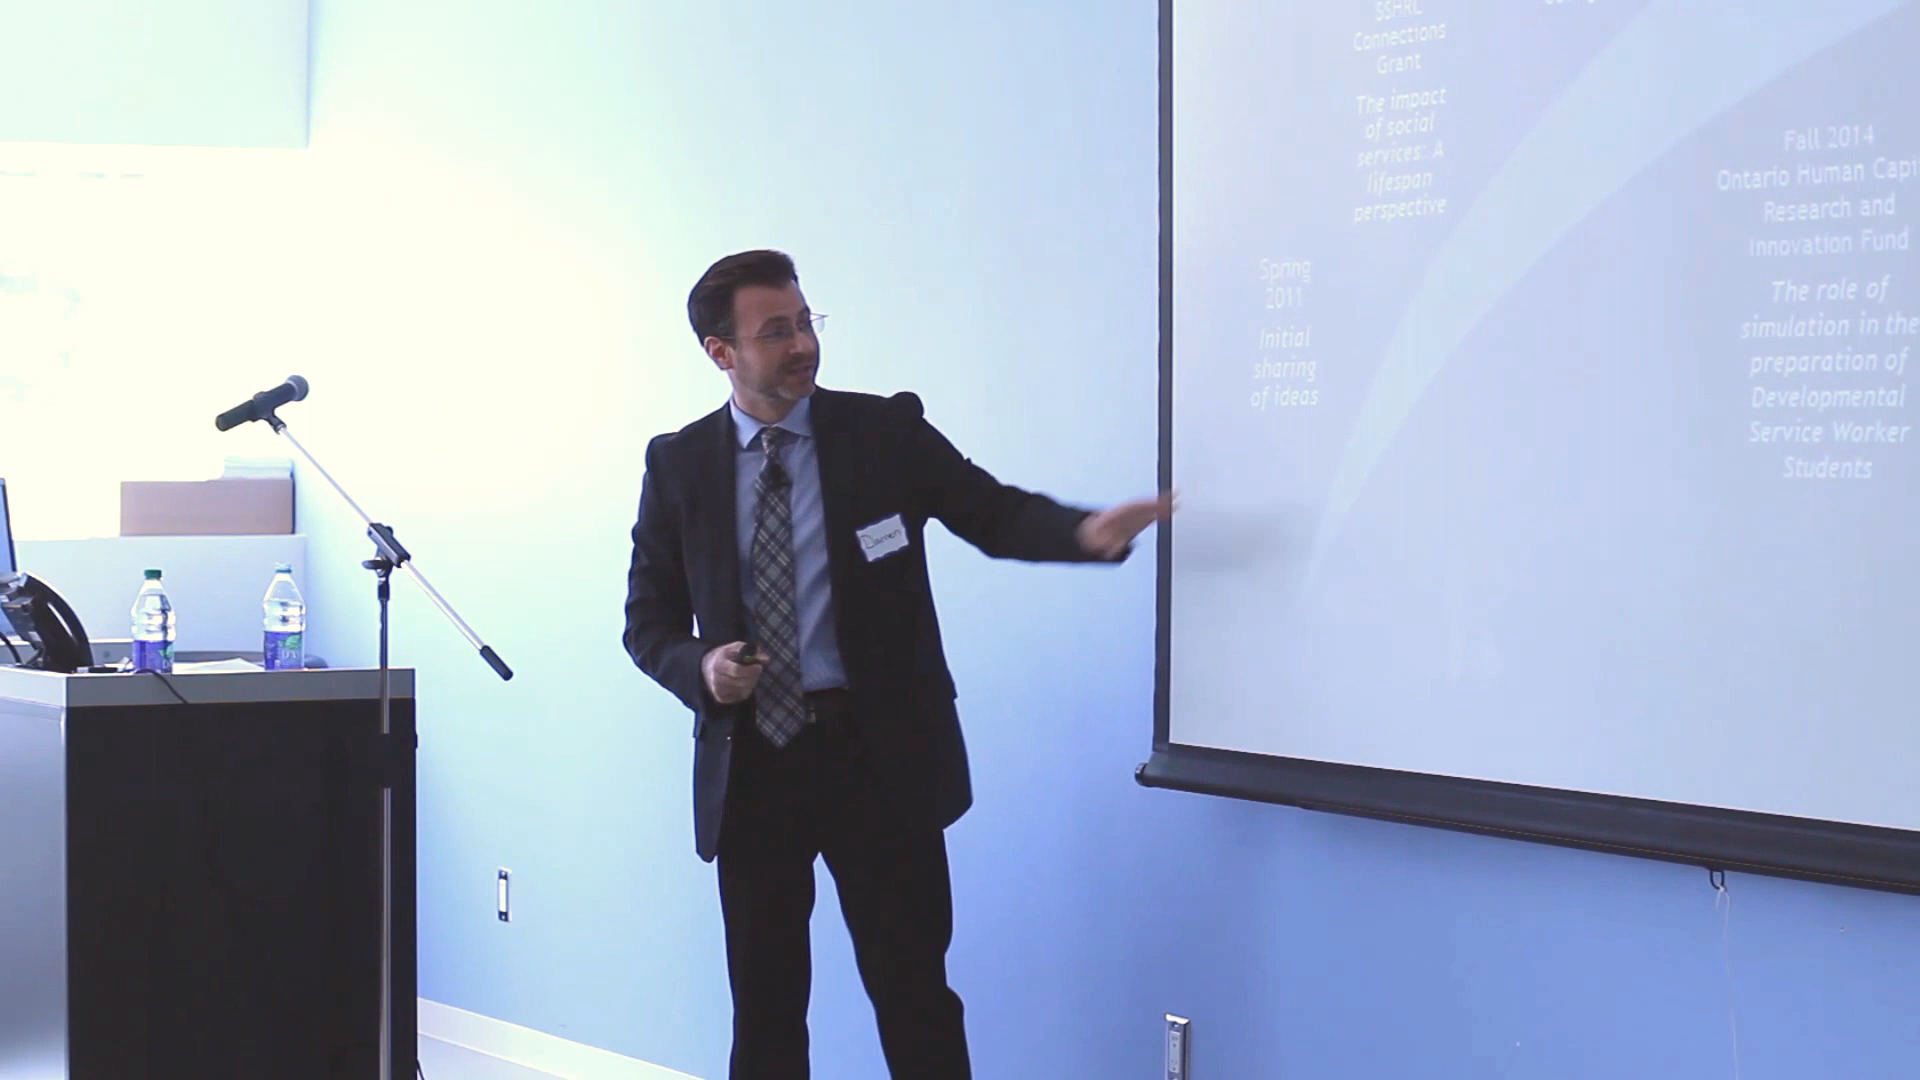 SSHRC
Connections
Grant
The impact
of social
services: A
lifespan
perspective
Spring
2011
Initial
sharing
of ideas
Fall 2014
Ontario Human
Research and
Innovation Fund
The role of
simulation in the
preparation of
Developmental
Service Worker
Students
Darren